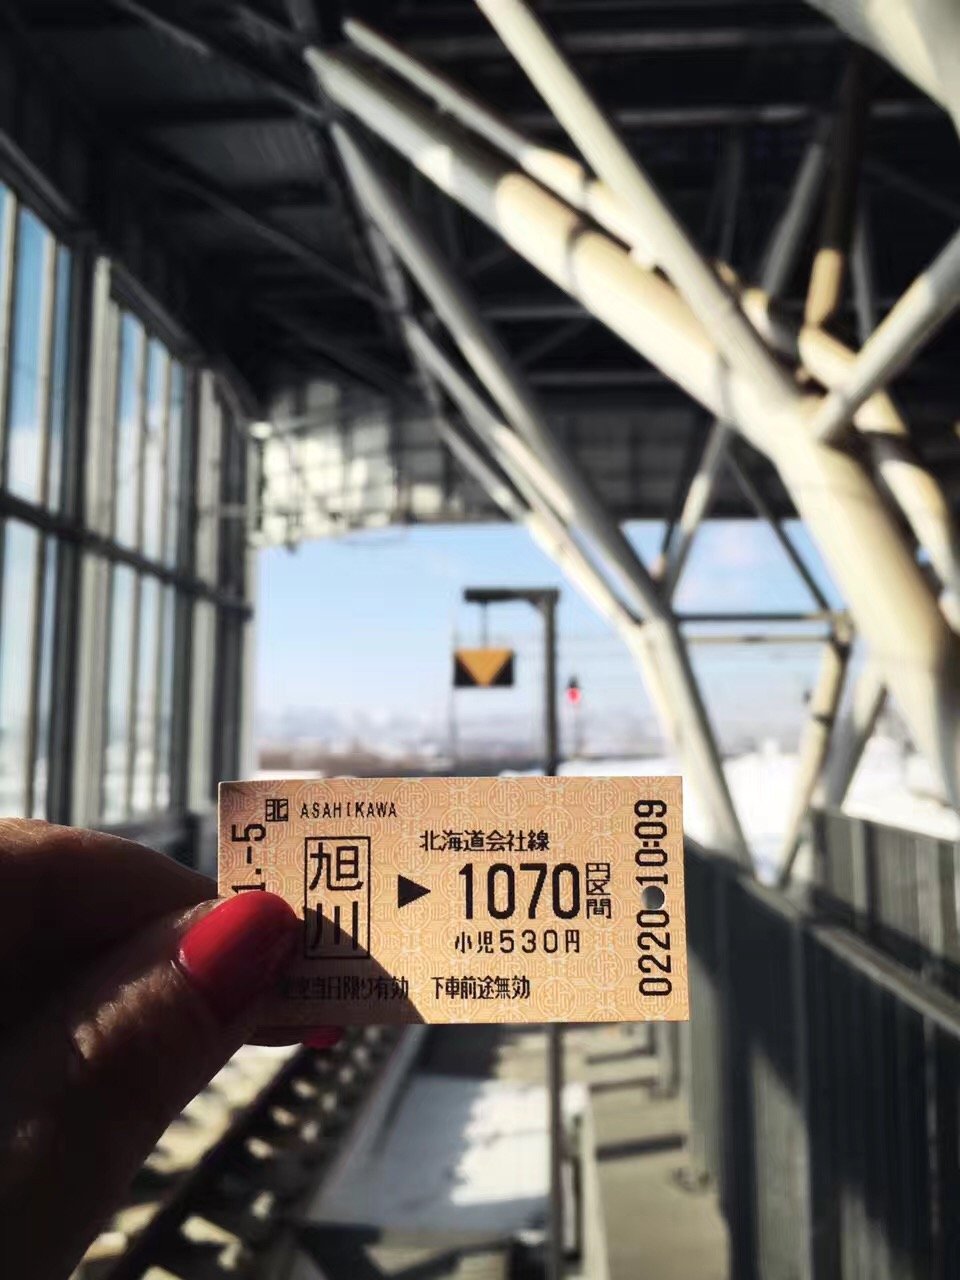 北 ASAHIKAWA
旭川
▶
北海道会社線
1070円区間
小児530円
当日限り有効 下車前途無効
1.-5
0220 10:09